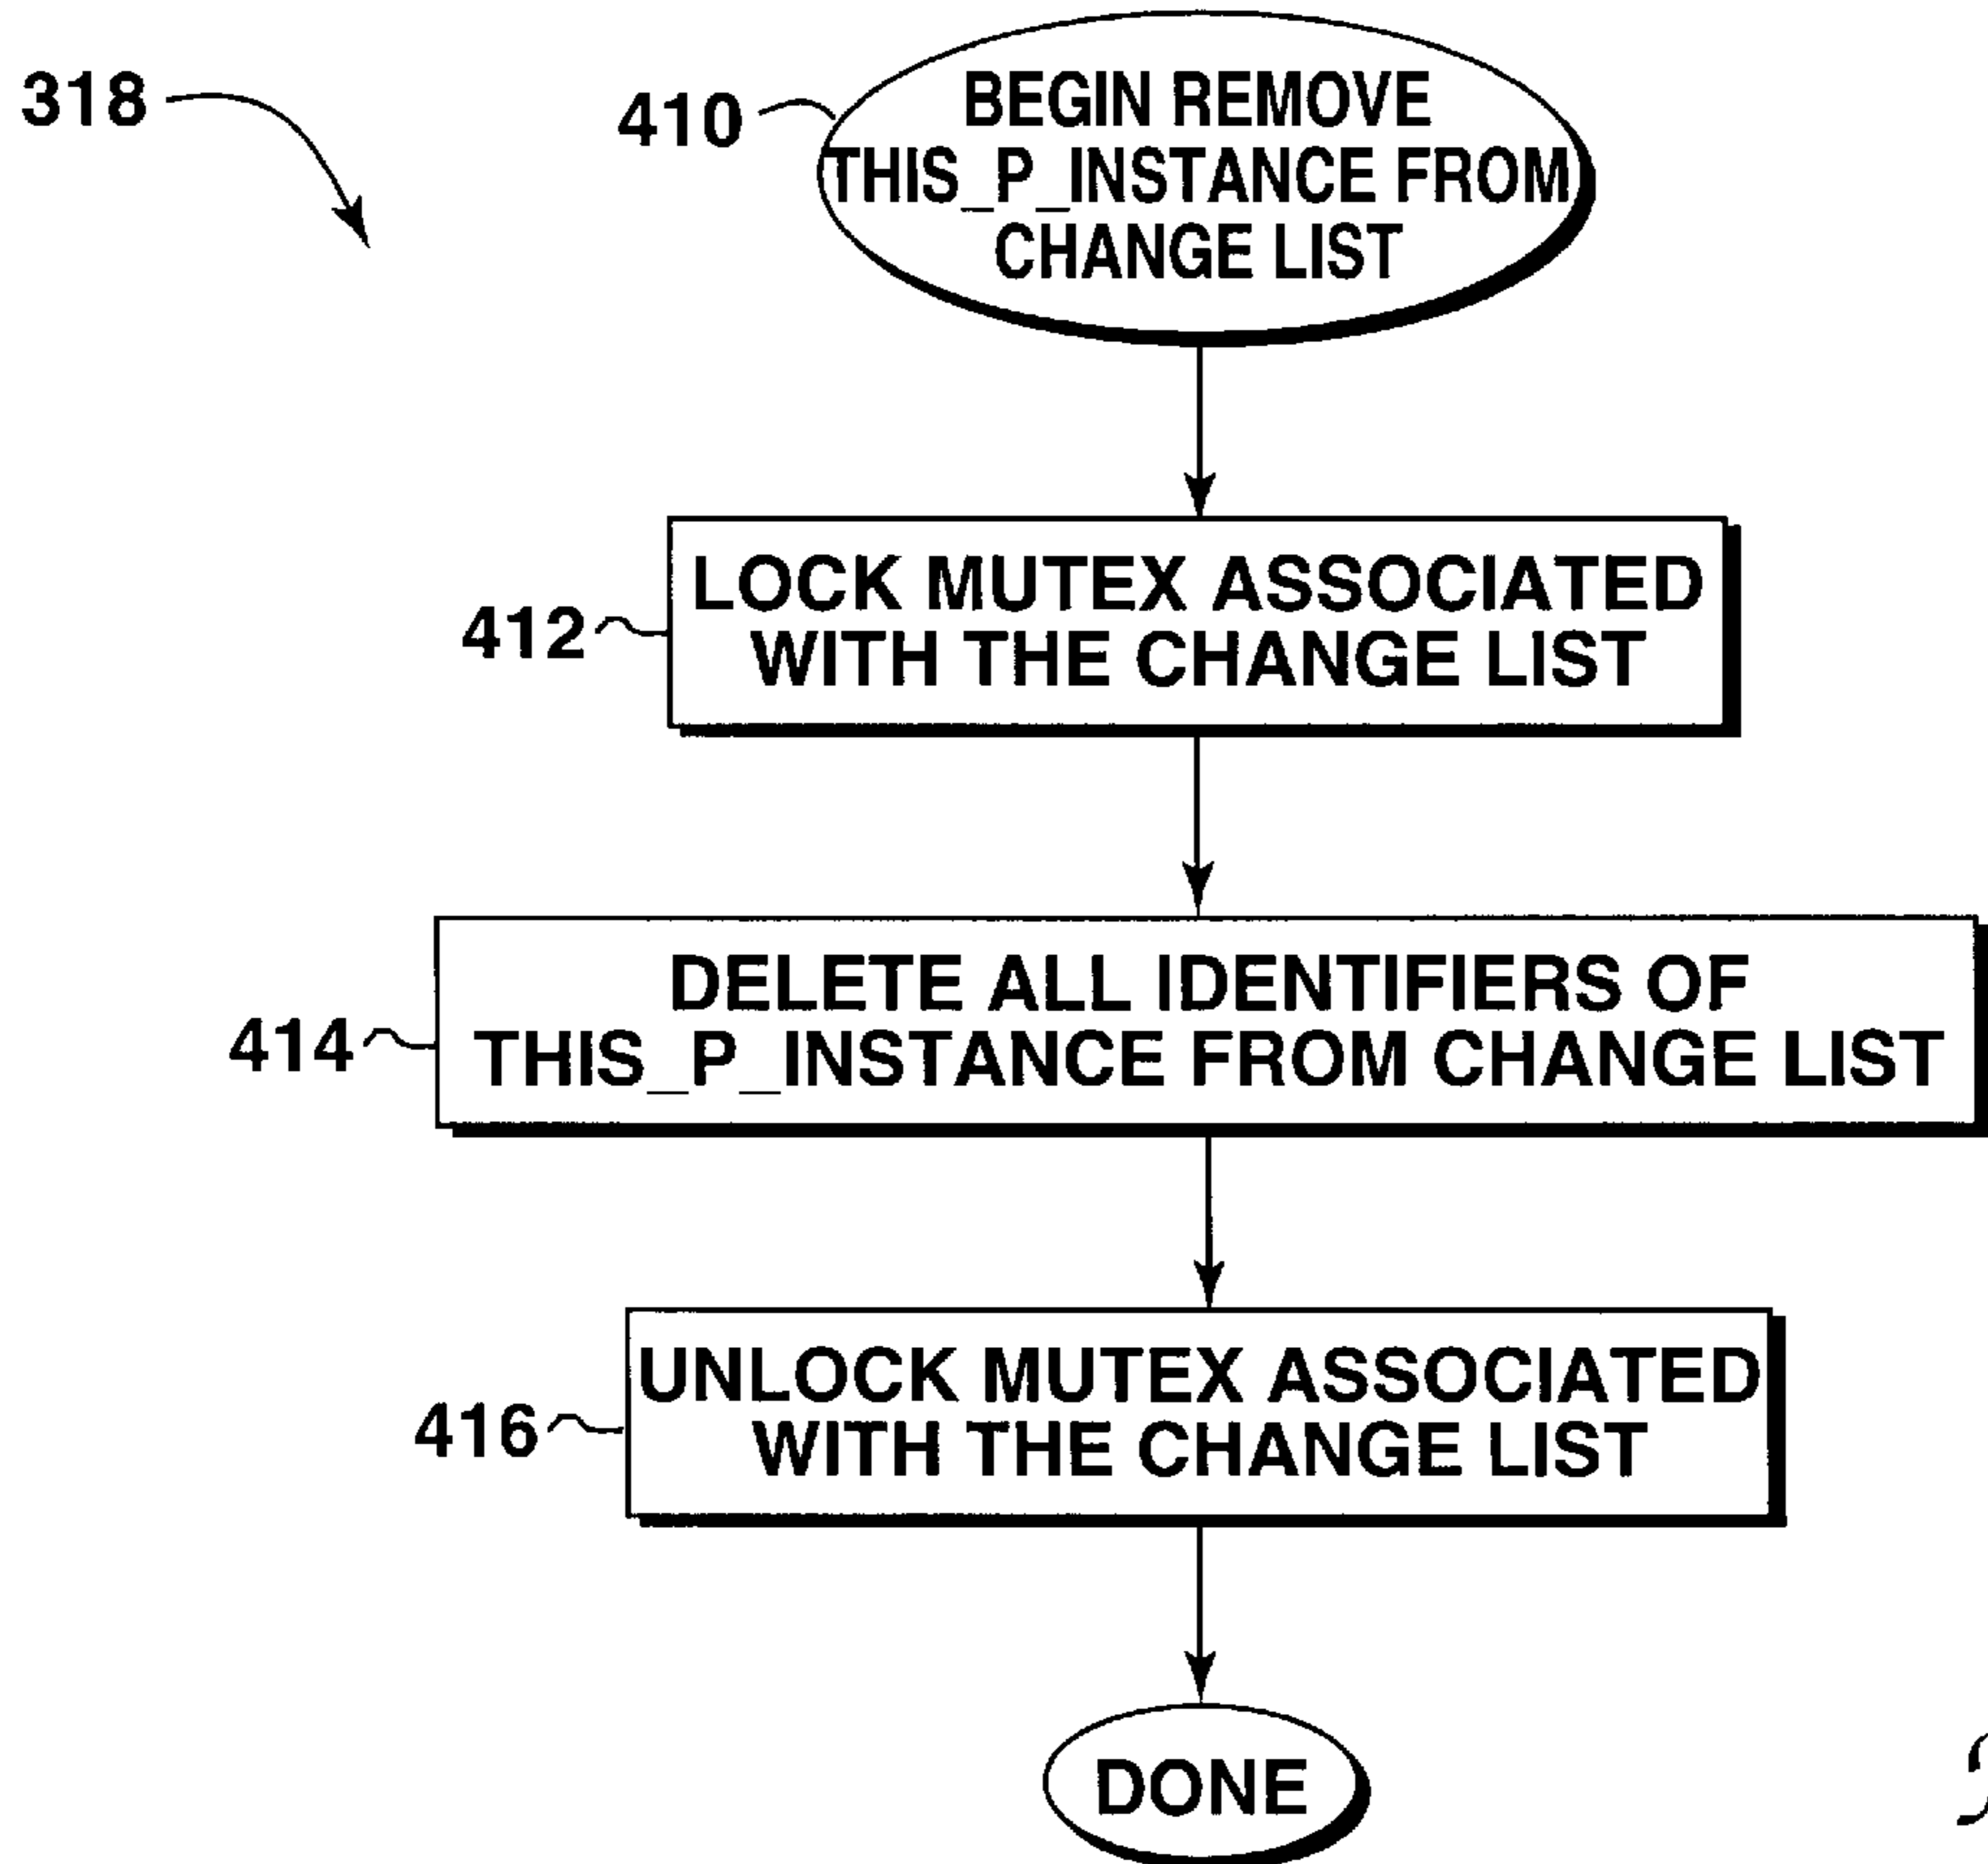 318
410
BEGIN REMOVE
THIS_P_INSTANCE FROM
CHANGE LIST
412
LOCK MUTEX ASSOCIATED
WITH THE CHANGE LIST
414
DELETE ALL IDENTIFIERS OF
THIS_P_INSTANCE FROM CHANGE LIST
416
UNLOCK MUTEX ASSOCIATED
WITH THE CHANGE LIST
DONE